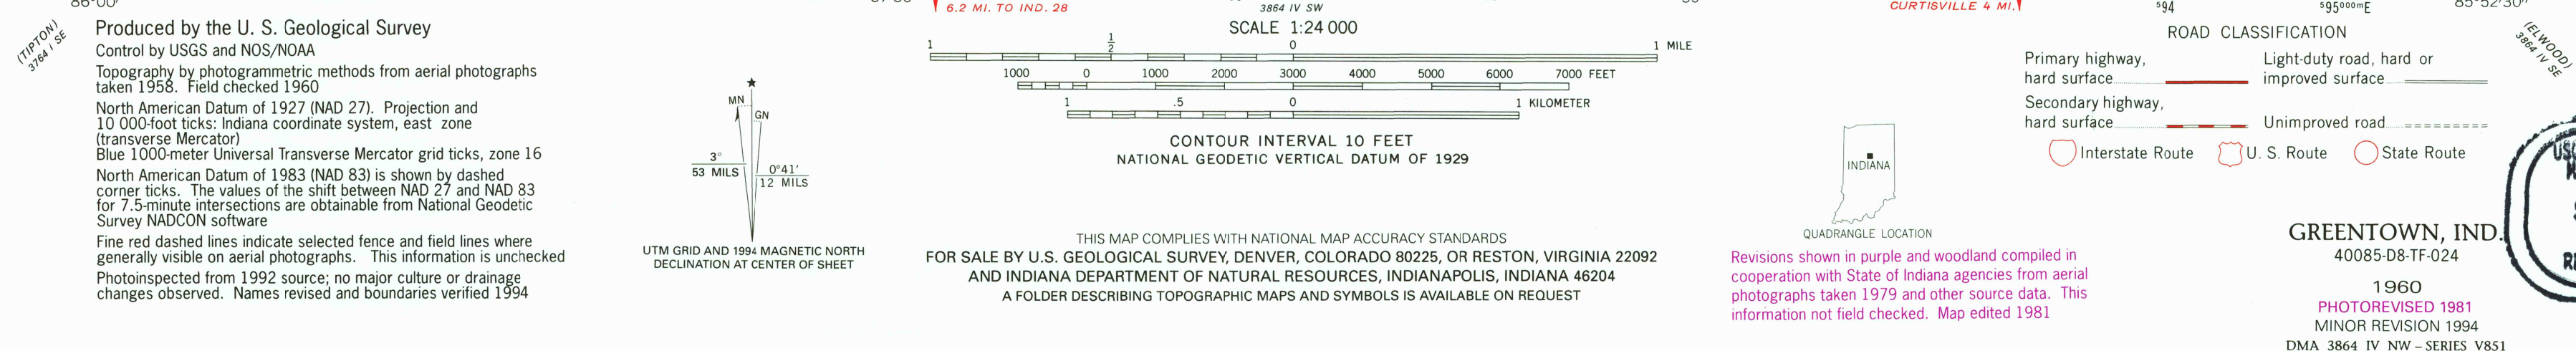 86°00'
(TIPTON)
3764 I SE
Produced by the U. S. Geological Survey
Control by USGS and NOS/NOAA
Topography by photogrammetric methods from aerial photographs
taken 1958. Field checked 1960
North American Datum of 1927 (NAD 27). Projection and
10 000-foot ticks: Indiana coordinate system, east zone
(transverse Mercator)
Blue 1000-meter Universal Transverse Mercator grid ticks, zone 16
North American Datum of 1983 (NAD 83) is shown by dashed
corner ticks. The values of the shift between NAD 27 and NAD 83
for 7.5-minute intersections are obtainable from National Geodetic
Survey NADCON software
Fine red dashed lines indicate selected fence and field lines where
generally visible on aerial photographs. This information is unchecked
Photoinspected from 1992 source; no major culture or drainage
changes observed. Names revised and boundaries verified 1994
MN
GN
3°
53 MILS
0°41'
12 MILS
UTM GRID AND 1994 MAGNETIC NORTH
DECLINATION AT CENTER OF SHEET
6.2 MI. TO IND. 28
3864 IV SW
SCALE 1:24 000
1 1/2 0 1 MILE
1000 0 1000 2000 3000 4000 5000 6000 7000 FEET
1 .5 0 1 KILOMETER
CONTOUR INTERVAL 10 FEET
NATIONAL GEODETIC VERTICAL DATUM OF 1929
THIS MAP COMPLIES WITH NATIONAL MAP ACCURACY STANDARDS
FOR SALE BY U.S. GEOLOGICAL SURVEY, DENVER, COLORADO 80225, OR RESTON, VIRGINIA 22092
AND INDIANA DEPARTMENT OF NATURAL RESOURCES, INDIANAPOLIS, INDIANA 46204
A FOLDER DESCRIBING TOPOGRAPHIC MAPS AND SYMBOLS IS AVAILABLE ON REQUEST
INDIANA
QUADRANGLE LOCATION
Revisions shown in purple and woodland compiled in
cooperation with State of Indiana agencies from aerial
photographs taken 1979 and other source data. This
information not field checked. Map edited 1981
CURTISVILLE 4 MI.
594
595000mE
85°52'30"
(ELWOOD)
3864 IV SE
ROAD CLASSIFICATION
Primary highway,
hard surface
Light-duty road, hard or
improved surface
Secondary highway,
hard surface
Unimproved road
Interstate Route
U. S. Route
State Route
GREENTOWN, IND.
40085-D8-TF-024
1960
PHOTOREVISED 1981
MINOR REVISION 1994
DMA 3864 IV NW – SERIES V851